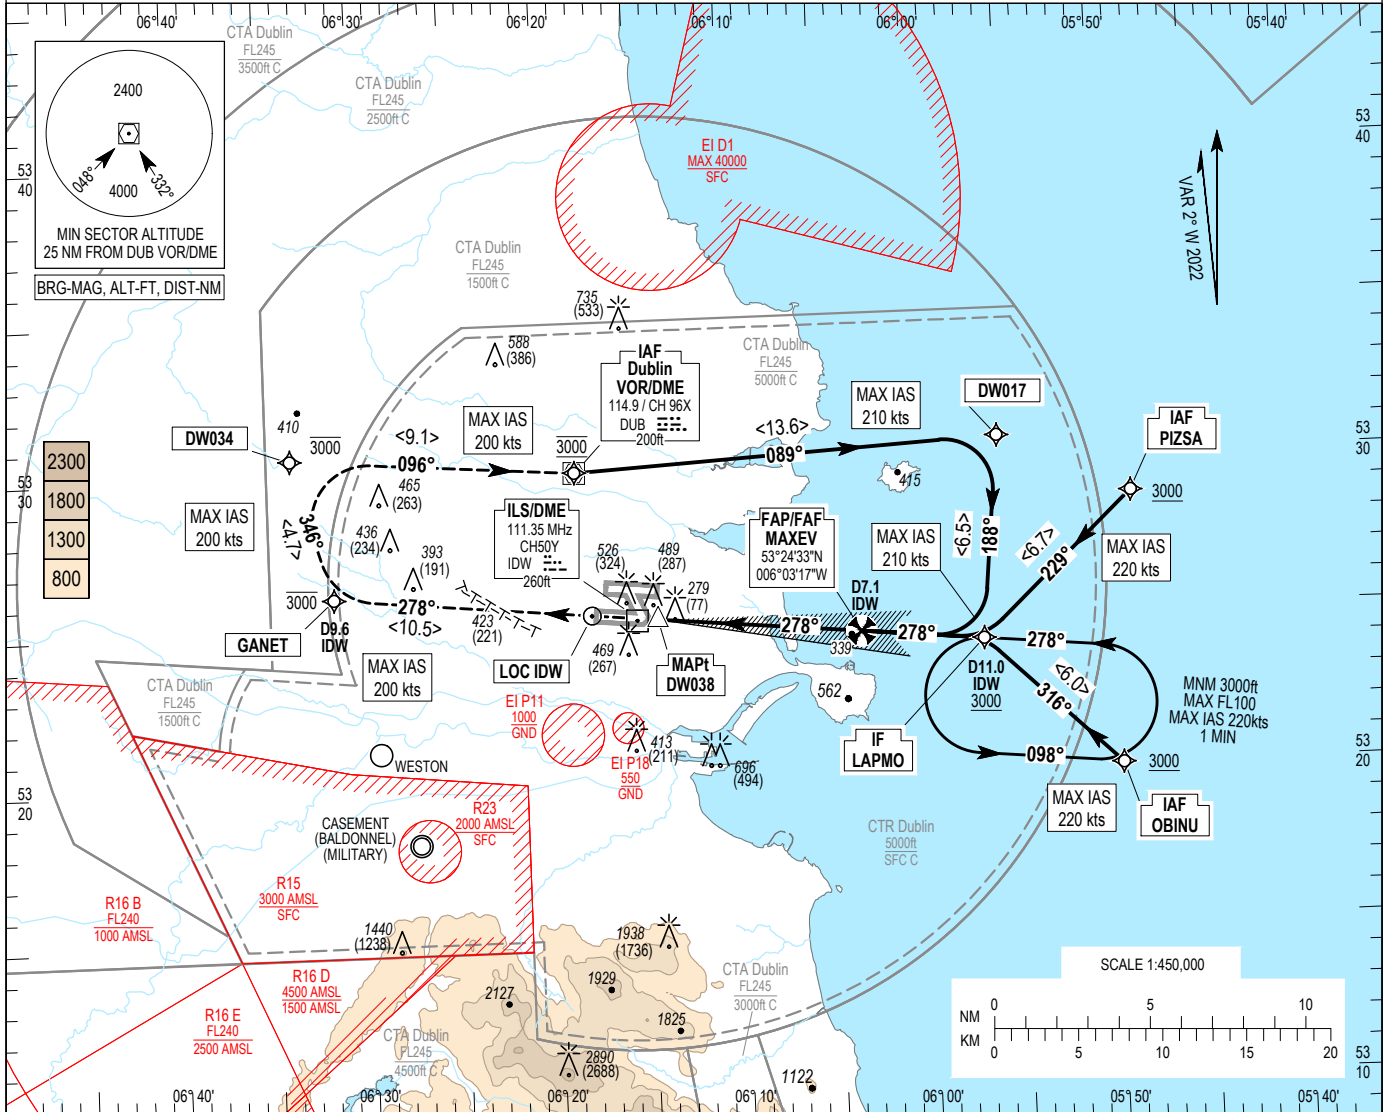 06°40'
06°30'
06°20'
06°10'
06°00'
05°50'
05°40'
CTA Dublin
FL245
3500ft C
CTA Dublin
FL245
2500ft C
2400
048°
332°
4000
MIN SECTOR ALTITUDE
25 NM FROM DUB VOR/DME
BRG-MAG, ALT-FT, DIST-NM
53
40
53
40
EI D1
MAX 40000
SFC
VAR 2° W 2022
CTA Dublin
FL245
1500ft C
735
(533)
588
(386)
CTA Dublin
FL245
5000ft C
IAF
Dublin
VOR/DME
114.9 / CH 96X
DUB
200ft
MAX IAS
210 kts
DW017
IAF
PIZSA
3000
410
DW034
3000
<9.1>
096°
MAX IAS
200 kts
3000
<13.6>
089°
415
53
30
53
30
2300
1800
1300
800
465
(263)
436
(234)
393
(191)
MAX IAS
200 kts
346°
<4.7>
ILS/DME
111.35 MHz
CH50Y
IDW
260ft
526
(324)
489
(287)
279
(77)
FAP/FAF
MAXEV
53°24'33"N
006°03'17"W
D7.1
IDW
MAX IAS
210 kts
<6.5>
188°
<6.7>
229°
MAX IAS
220 kts
3000
GANET
D9.6
IDW
278°
<10.5>
423
(221)
MAX IAS
200 kts
LOC IDW
469
(267)
MAPt
DW038
278°
278°
339
278°
D11.0
IDW
3000
<6.0>
316°
MNM 3000ft
MAX FL100
MAX IAS 220kts
1 MIN
562
IF
LAPMO
098°
3000
IAF
OBINU
MAX IAS
220 kts
CTA Dublin
FL245
1500ft C
EI P11
1000
GND
EI P18
550
GND
413
(211)
696
(494)
WESTON
53
20
53
20
CASEMENT
(BALDONNEL)
(MILITARY)
R23
2000 AMSL
SFC
CTR Dublin
5000ft
SFC C
R15
3000 AMSL
SFC
R16 B
FL240
1000 AMSL
1440
(1238)
1938
(1736)
1929
2127
1825
R16 D
4500 AMSL
1500 AMSL
R16 E
FL240
2500 AMSL
CTA Dublin
FL245
3000ft C
CTA Dublin
FL245
4500ft C
2890
(2688)
1122
SCALE 1:450,000
NM
0
5
10
KM
0
5
10
15
20
53
10
06°40'
06°30'
06°20'
06°10'
06°00'
05°50'
05°40'